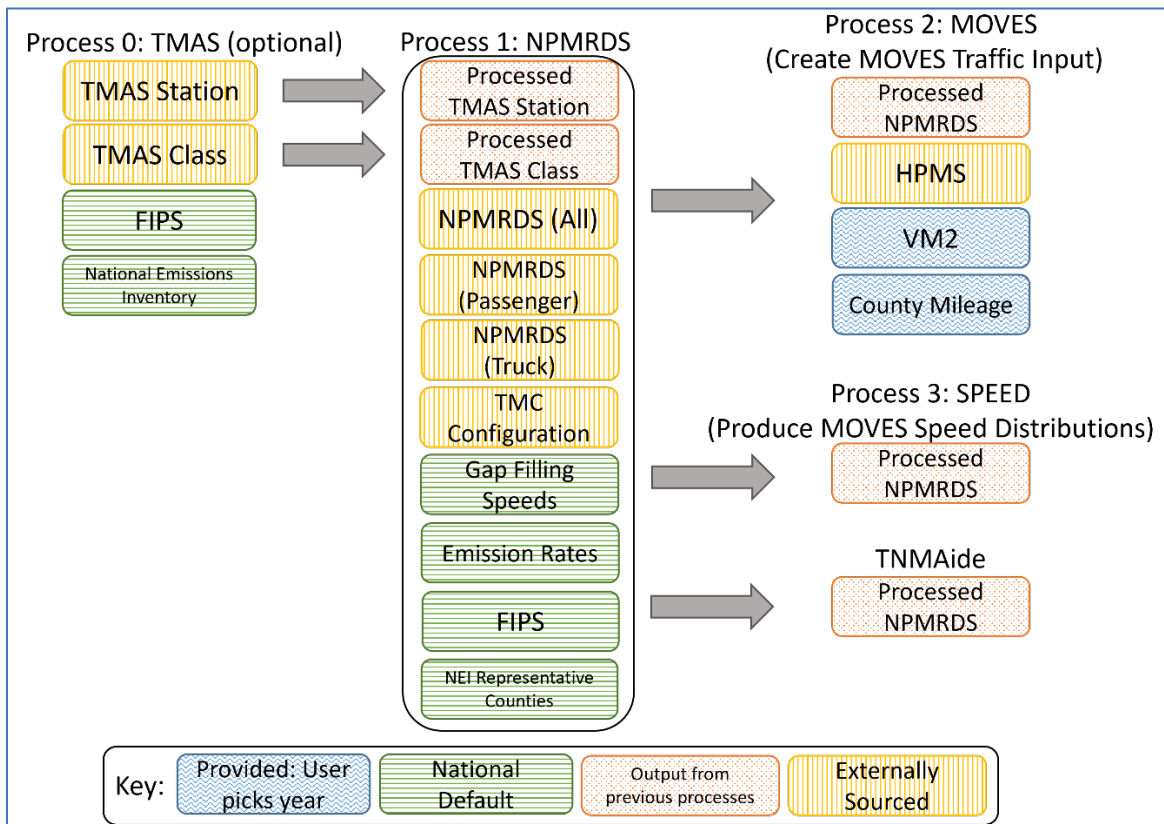 Process 0: TMAS (optional)
TMAS Station
TMAS Class
FIPS
National Emissions
Inventory
Process 1: NPMRDS
Processed
TMAS Station
Processed
TMAS Class
NPMRDS (All)
NPMRDS
(Passenger)
NPMRDS
(Truck)
TMC
Configuration
Gap Filling
Speeds
Emission Rates
FIPS
NEI Representative
Counties
Process 2: MOVES
(Create MOVES Traffic Input)
Processed
NPMRDS
HPMS
VM2
County Mileage
Process 3: SPEED
(Produce MOVES Speed Distributions)
Processed
NPMRDS
TNMAide
Processed
NPMRDS
Key:
Provided: User
picks year
National
Default
Output from
previous processes
Externally
Sourced